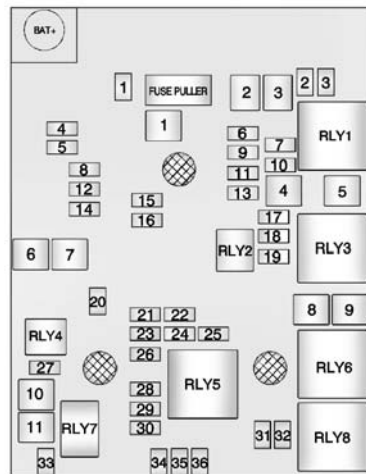 BAT+
1 FUSE PULLER 2 3 2 3
1
4 6 7 RLY1
5 9 10
8 11
12 13 4 5
14 15
16 17
RLY2 18 RLY3
6 7 19
20 8 9
21 22
RLY4 23 24 25
26 RLY6
27 RLY5
10 28
11 RLY7 29
30 31 32 RLY8
33 34 35 36